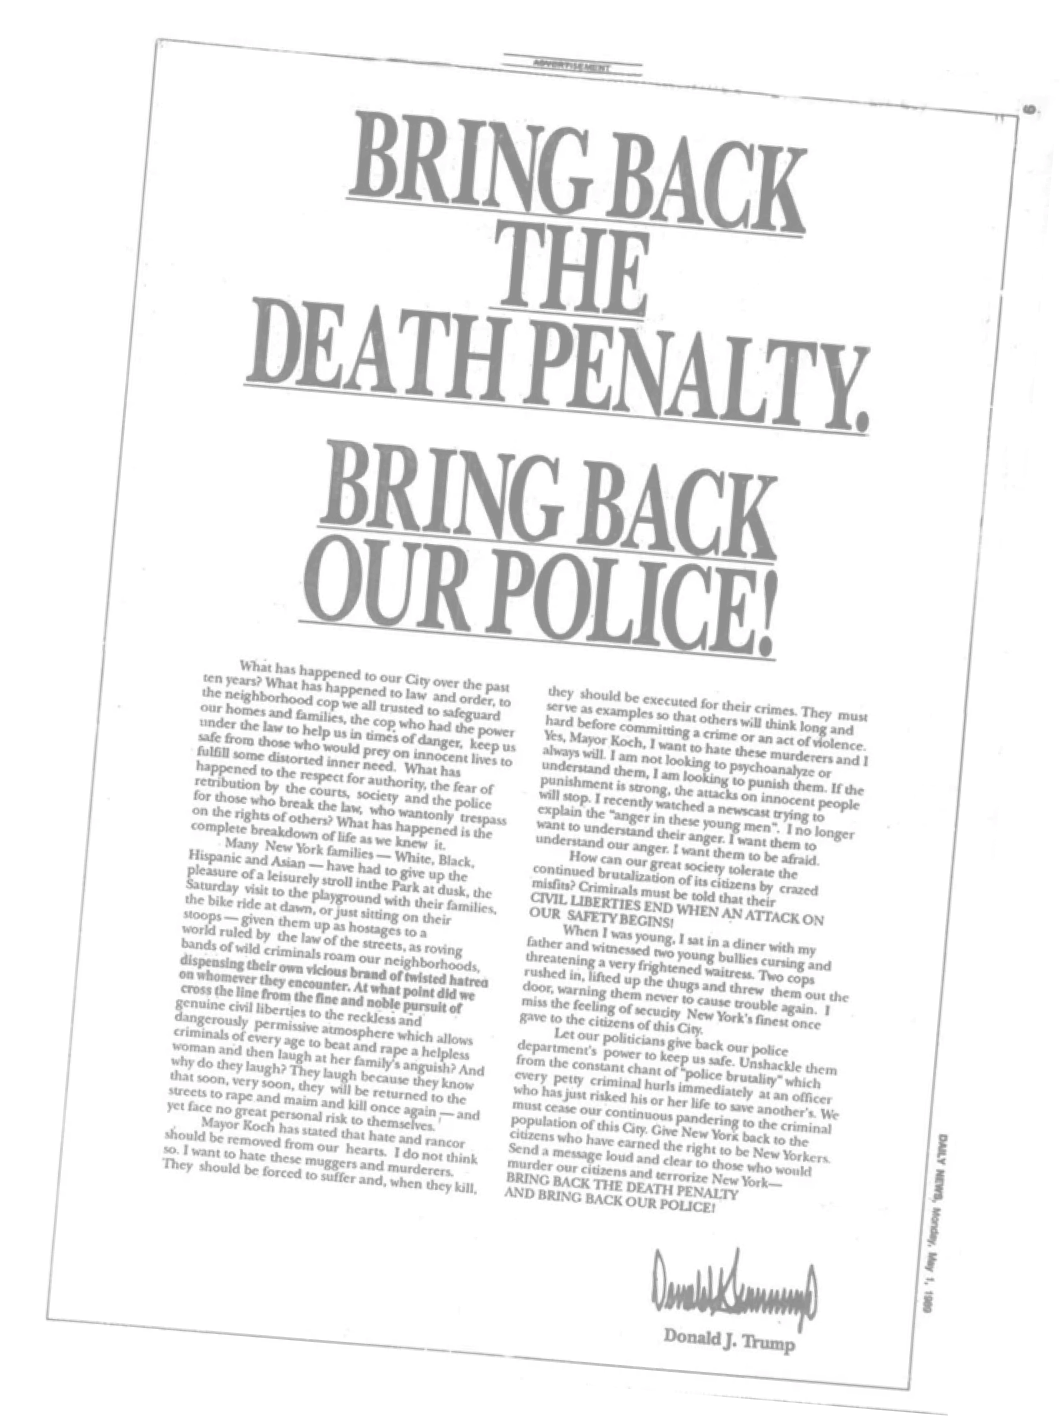 ADVERTISEMENT
6
BRING BACK
THE
DEATH PENALTY.
BRING BACK
OUR POLICE!
What has happened to our City over the past
ten years? What has happened to law and order, to
the neighborhood cop we all trusted to safeguard
our homes and families, the cop who had the power
under the law to help us in times of danger, keep us
safe from those who would prey on innocent lives to
fulfill some distorted inner need. What has
happened to the respect for authority, the fear of
retribution by the courts, society and the police
for those who break the law, who wantonly trespass
on the rights of others? What has happened is the
complete breakdown of life as we knew it.
Many New York families — White, Black,
Hispanic and Asian — have had to give up the
pleasure of a leisurely stroll inthe Park at dusk, the
Saturday visit to the playground with their families,
the bike ride at dawn, or just sitting on their
stoops — given them up as hostages to a
world ruled by the law of the streets, as roving
bands of wild criminals roam our neighborhoods,
dispensing their own vicious brand of twisted hatred
on whomever they encounter. At what point did we
cross the line from the fine and noble pursuit of
genuine civil liberties to the reckless and
dangerously permissive atmosphere which allows
criminals of every age to beat and rape a helpless
woman and then laugh at her family's anguish? And
why do they laugh? They laugh because they know
that soon, very soon, they will be returned to the
streets to rape and maim and kill once again — and
yet face no great personal risk to themselves.
Mayor Koch has stated that hate and rancor
should be removed from our hearts. I do not think
so. I want to hate these muggers and murderers.
They should be forced to suffer and, when they kill,
they should be executed for their crimes. They must
serve as examples so that others will think long and
hard before committing a crime or an act of violence.
Yes, Mayor Koch, I want to hate these murderers and I
always will. I am not looking to psychoanalyze or
understand them, I am looking to punish them. If the
punishment is strong, the attacks on innocent people
will stop. I recently watched a newscast trying to
explain the "anger in these young men". I no longer
want to understand their anger. I want them to
understand our anger. I want them to be afraid.
How can our great society tolerate the
continued brutalization of its citizens by crazed
misfits? Criminals must be told that their
CIVIL LIBERTIES END WHEN AN ATTACK ON
OUR SAFETY BEGINS!
When I was young, I sat in a diner with my
father and witnessed two young bullies cursing and
threatening a very frightened waitress. Two cops
rushed in, lifted up the thugs and threw them out the
door, warning them never to cause trouble again. I
miss the feeling of security New York's finest once
gave to the citizens of this City.
Let our politicians give back our police
department's power to keep us safe. Unshackle them
from the constant chant of "police brutality" which
every petty criminal hurls immediately at an officer
who has just risked his or her life to save another's. We
must cease our continuous pandering to the criminal
population of this City. Give New York back to the
citizens who have earned the right to be New Yorkers.
Send a message loud and clear to those who would
murder our citizens and terrorize New York—
BRING BACK THE DEATH PENALTY
AND BRING BACK OUR POLICE!
Donald J. Trump
Donald J. Trump
DAILY NEWS, Monday, May 1, 1989